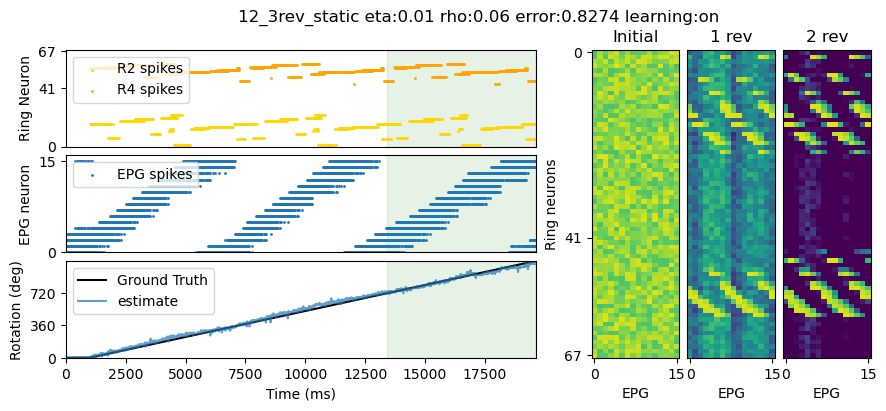 12_3rev_static eta:0.01 rho:0.06 error:0.8274 learning:on
Ring Neuron
67
41
0
R2 spikes
R4 spikes
EPG neuron
15
0
EPG spikes
Rotation (deg)
720
360
0
Ground Truth
estimate
0 2500 5000 7500 10000 12500 15000 17500
Time (ms)
Initial 1 rev 2 rev
Ring neurons
0
41
67
0 15 0 15 0 15
EPG EPG EPG